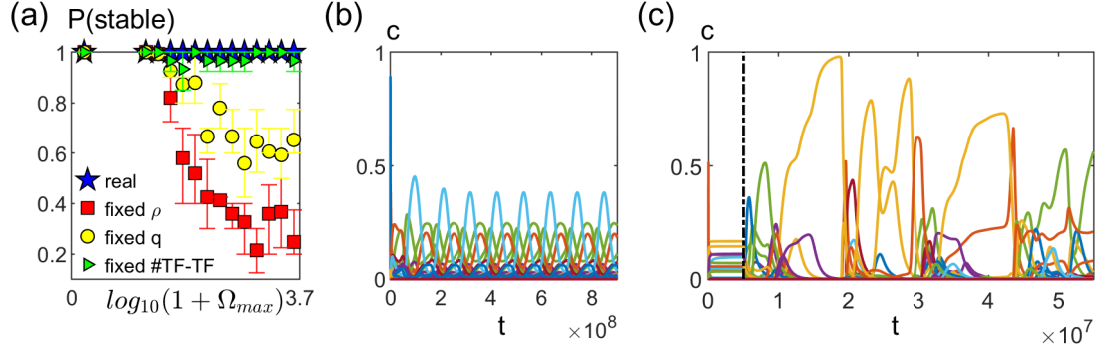 (a) P(stable)
1
0.8
0.6
0.4
0.2
real
fixed ρ
fixed q
fixed #TF-TF
0 log10(1 + Ωmax) 3.7
(b) c
1
0.5
0
0 2 4 6 8
t ×10^8
(c) c
1
0.5
0
0 1 2 3 4 5
t ×10^7